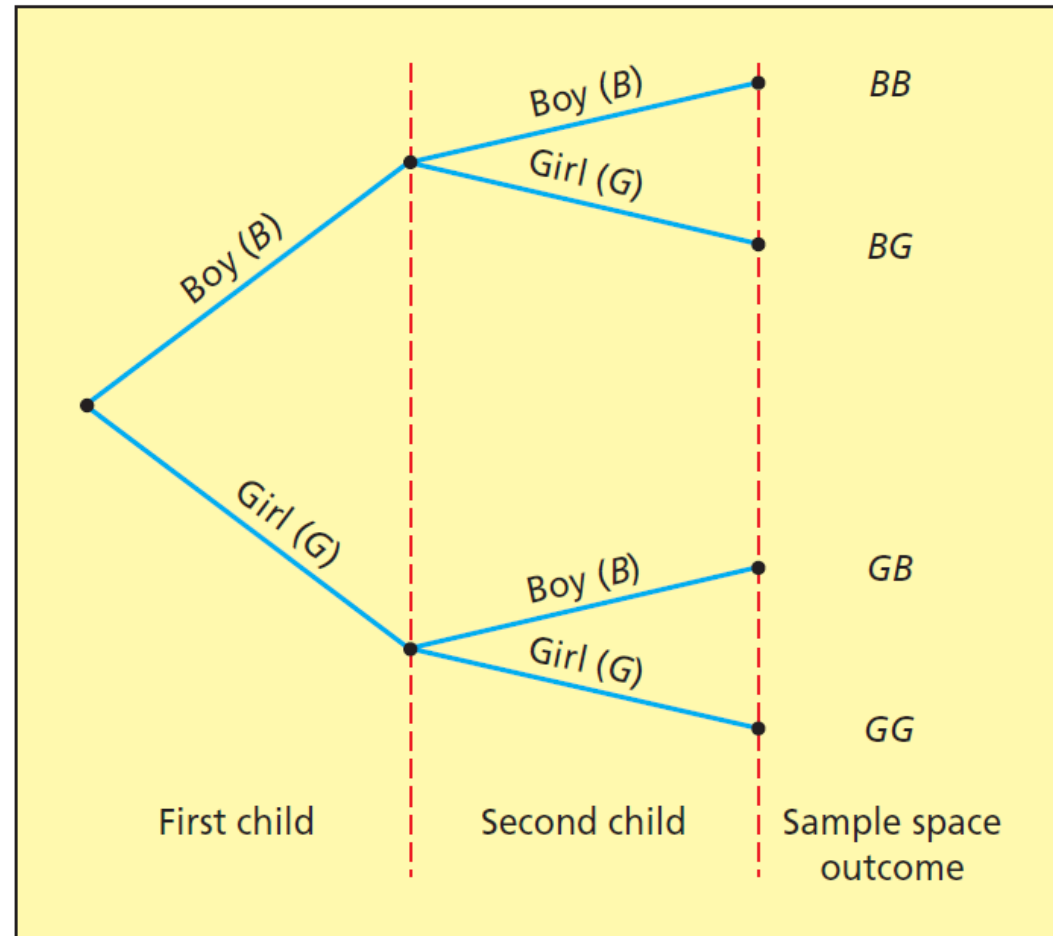 Boy (B)
BB
Girl (G)
BG
Boy (B)
Girl (G)
Boy (B)
GB
Girl (G)
GG
First child
Second child
Sample space
outcome